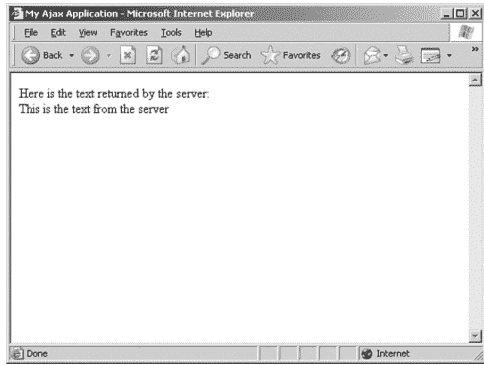 My Ajax Application - Microsoft Internet Explorer
File Edit View Favorites Tools Help
Back Search Favorites »
Here is the text returned by the server:
This is the text from the server
Done Internet